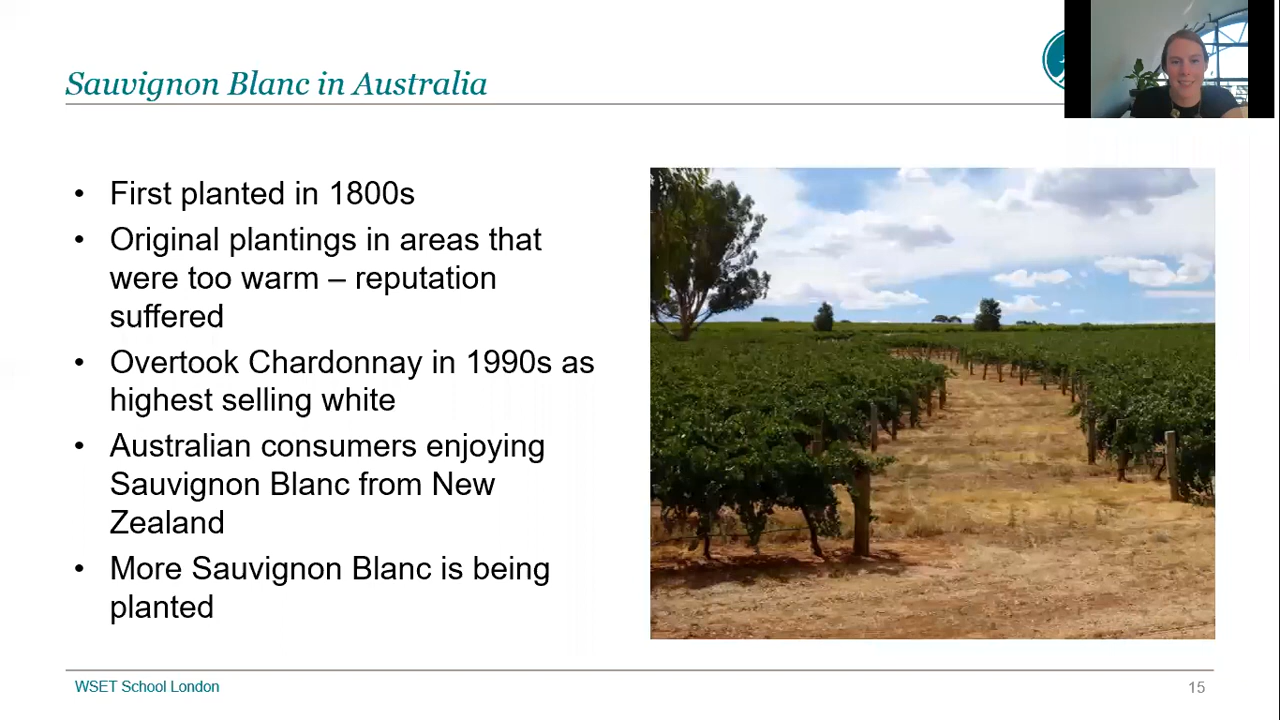 Sauvignon Blanc in Australia
• First planted in 1800s
• Original plantings in areas that
were too warm – reputation
suffered
• Overtook Chardonnay in 1990s as
highest selling white
• Australian consumers enjoying
Sauvignon Blanc from New
Zealand
• More Sauvignon Blanc is being
planted
WSET School London
15